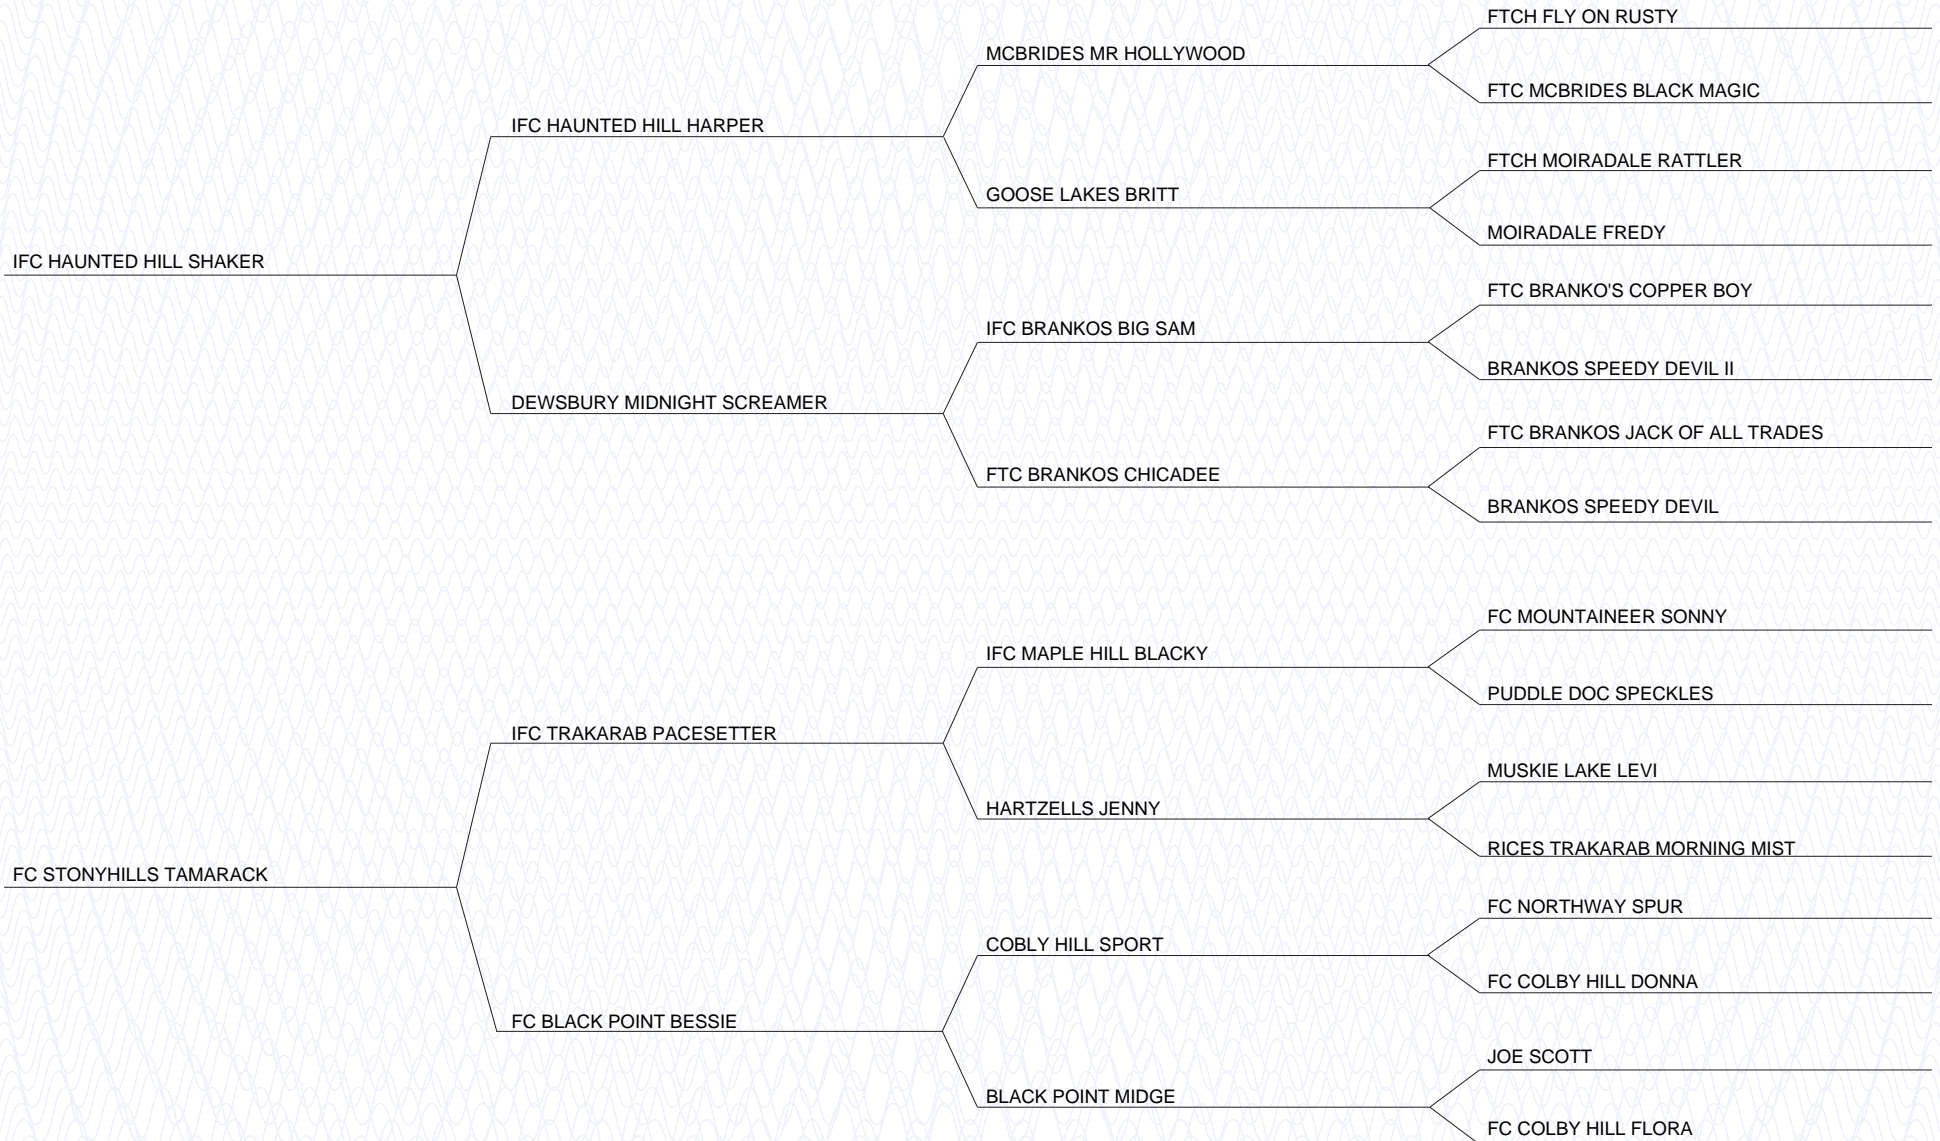 FTCH FLY ON RUSTY
MCBRIDES MR HOLLYWOOD
FTC MCBRIDES BLACK MAGIC
IFC HAUNTED HILL HARPER
FTCH MOIRADALE RATTLER
GOOSE LAKES BRITT
MOIRADALE FREDY
IFC HAUNTED HILL SHAKER
FTC BRANKO'S COPPER BOY
IFC BRANKOS BIG SAM
BRANKOS SPEEDY DEVIL II
DEWSBURY MIDNIGHT SCREAMER
FTC BRANKOS JACK OF ALL TRADES
FTC BRANKOS CHICADEE
BRANKOS SPEEDY DEVIL
FC MOUNTAINEER SONNY
IFC MAPLE HILL BLACKY
PUDDLE DOC SPECKLES
IFC TRAKARAB PACESETTER
MUSKIE LAKE LEVI
HARTZELLS JENNY
RICES TRAKARAB MORNING MIST
FC STONYHILLS TAMARACK
FC NORTHWAY SPUR
COBLY HILL SPORT
FC COLBY HILL DONNA
FC BLACK POINT BESSIE
JOE SCOTT
BLACK POINT MIDGE
FC COLBY HILL FLORA